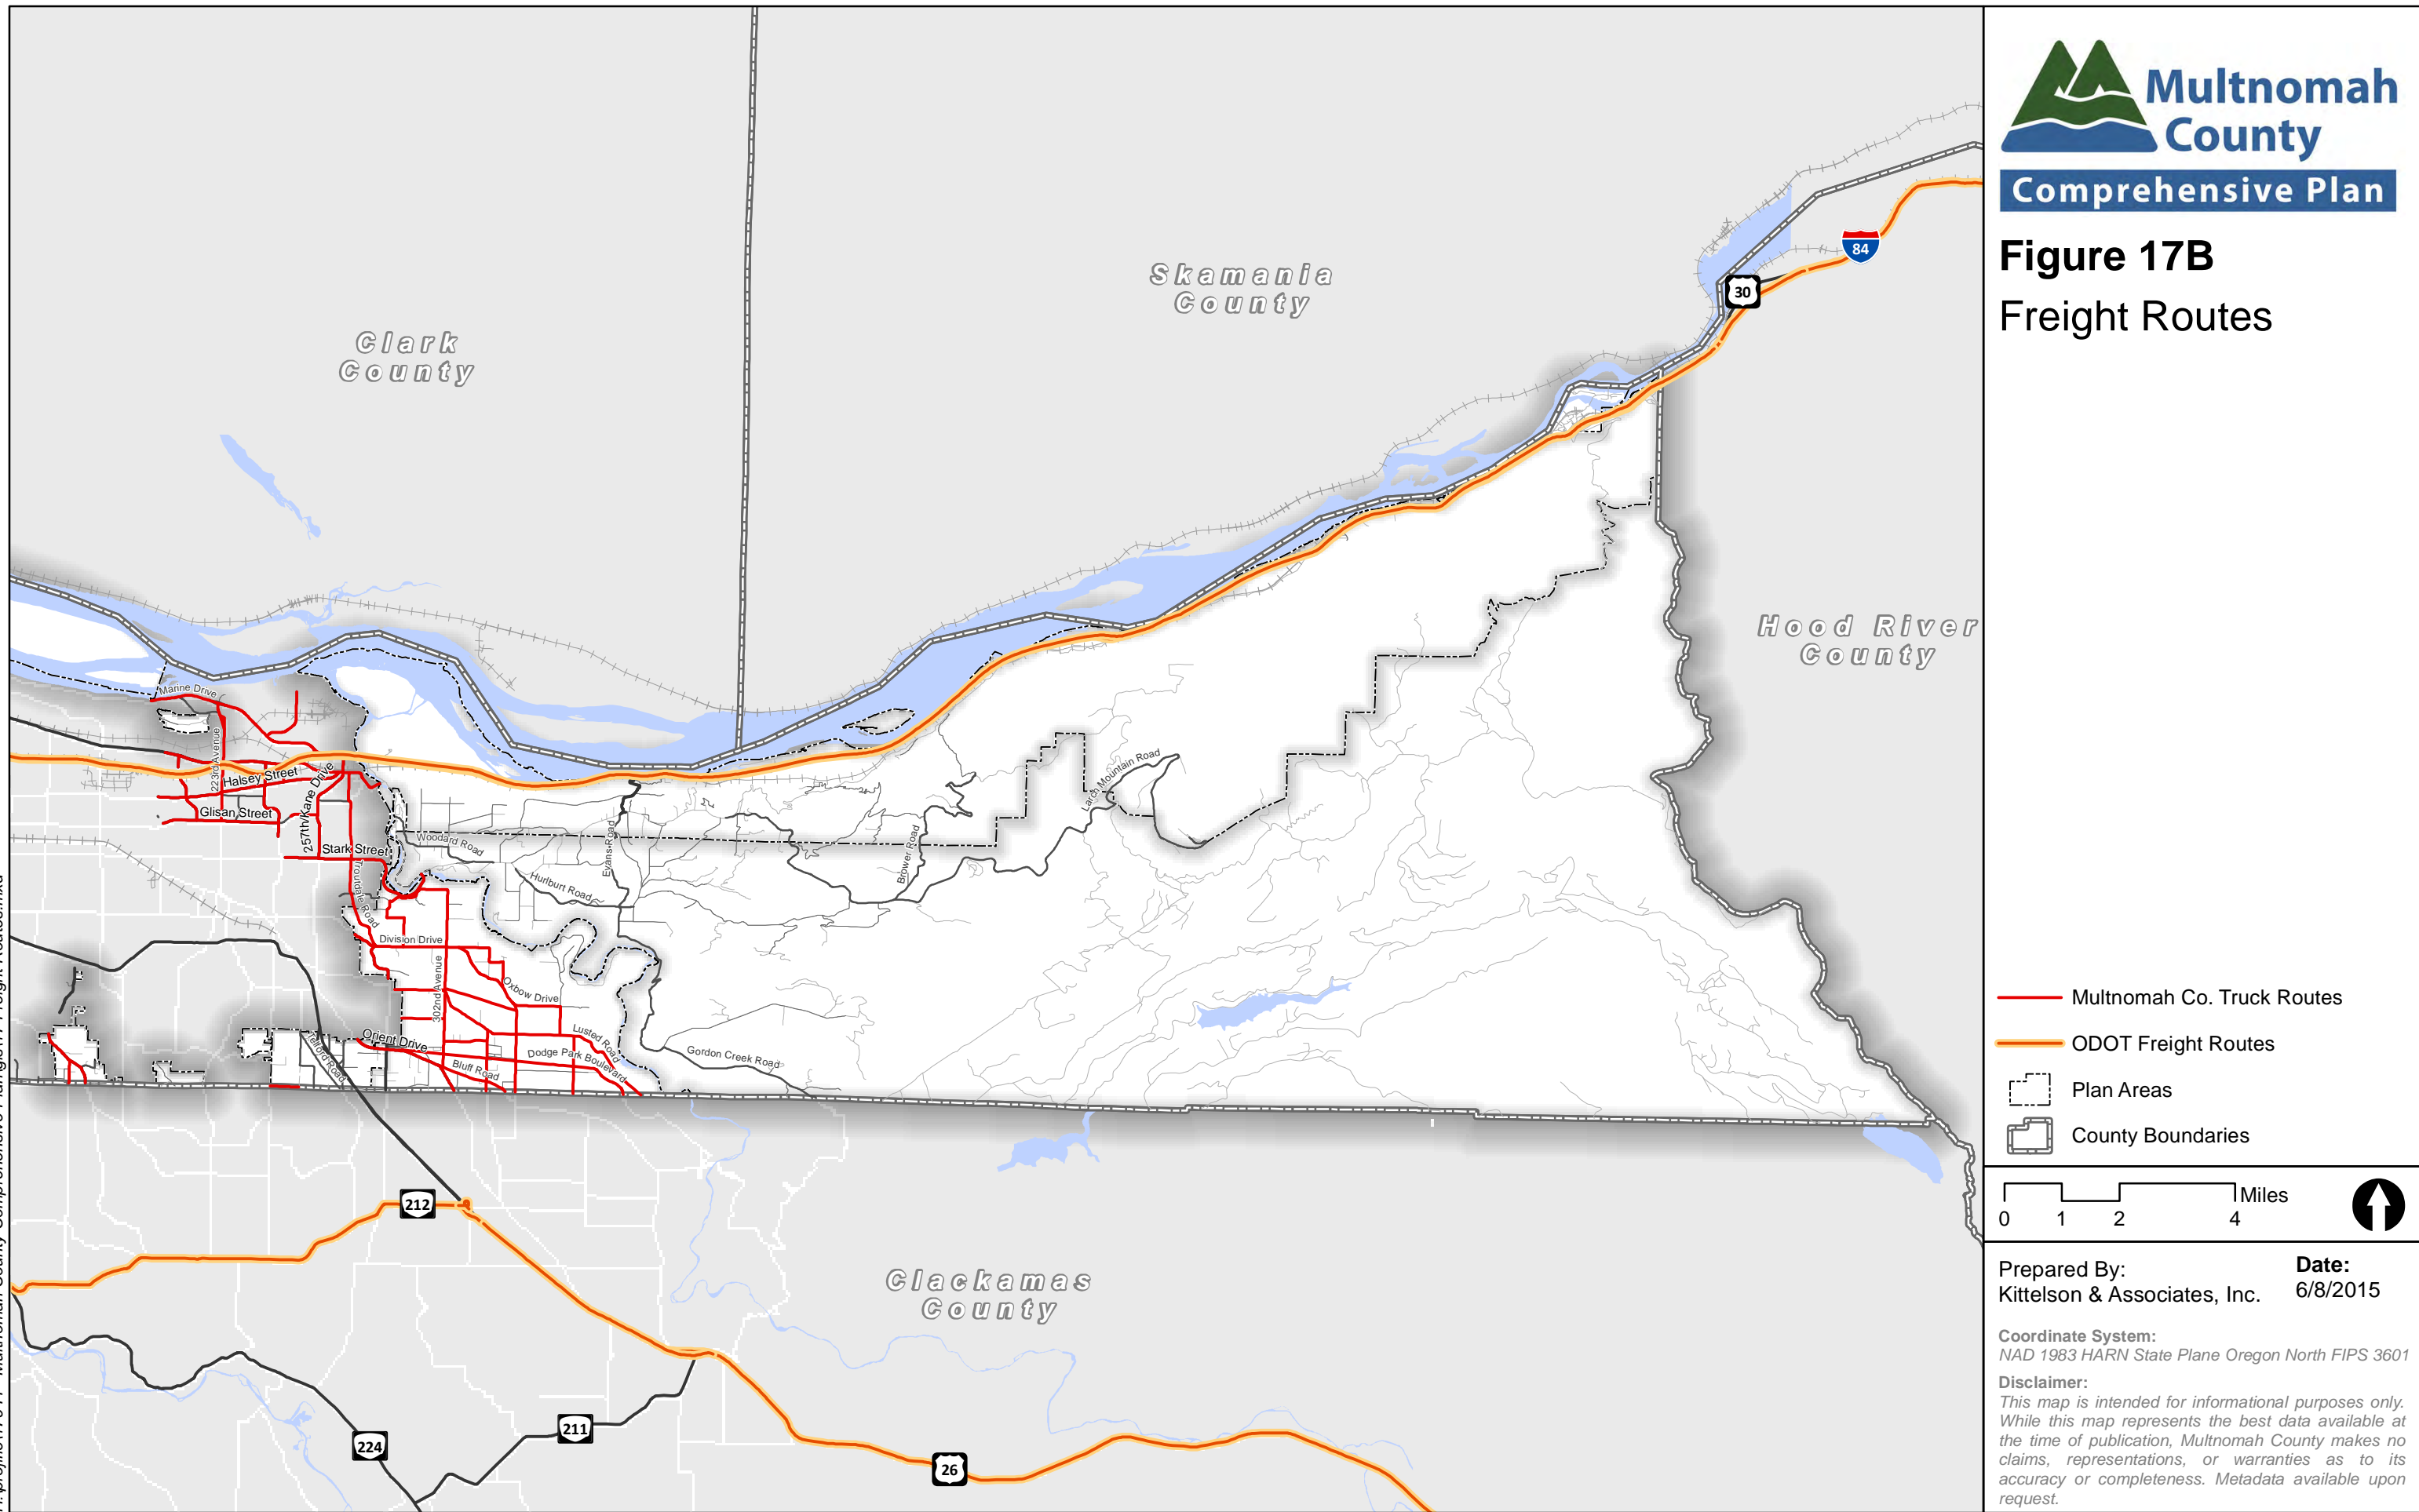 Multnomah
County
Comprehensive Plan
Figure 17B
Freight Routes
84
30
Skamania
County
Clark
County
Hood River
County
Marine Drive
223rd Avenue
Halsey Street
257th/Kane Drive
Glisan Street
Stark Street
Troutdale Road
Woodard Road
Evans Road
Hurlburt Road
Brower Road
Larch Mountain Road
Division Drive
302nd Avenue
Oxbow Drive
Orient Drive
Telford Road
Lusted Road
Dodge Park Boulevard
Bluff Road
Gordon Creek Road
212
Clackamas
County
211
224
26
Multnomah Co. Truck Routes
ODOT Freight Routes
Plan Areas
County Boundaries
Miles
0 1 2 4
Prepared By:
Kittelson & Associates, Inc.
Date:
6/8/2015
Coordinate System:
NAD 1983 HARN State Plane Oregon North FIPS 3601
Disclaimer:
This map is intended for informational purposes only.
While this map represents the best data available at
the time of publication, Multnomah County makes no
claims, representations, or warranties as to its
accuracy or completeness. Metadata available upon
request.